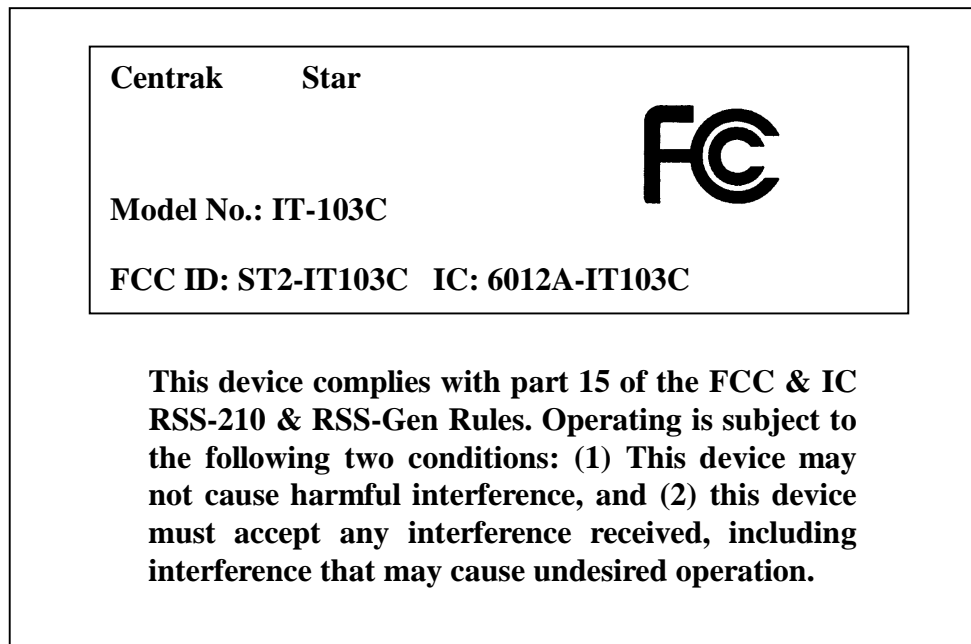 Centrak Star
FCC
Model No.: IT-103C
FCC ID: ST2-IT103C IC: 6012A-IT103C
This device complies with part 15 of the FCC & IC
RSS-210 & RSS-Gen Rules. Operating is subject to
the following two conditions: (1) This device may
not cause harmful interference, and (2) this device
must accept any interference received, including
interference that may cause undesired operation.